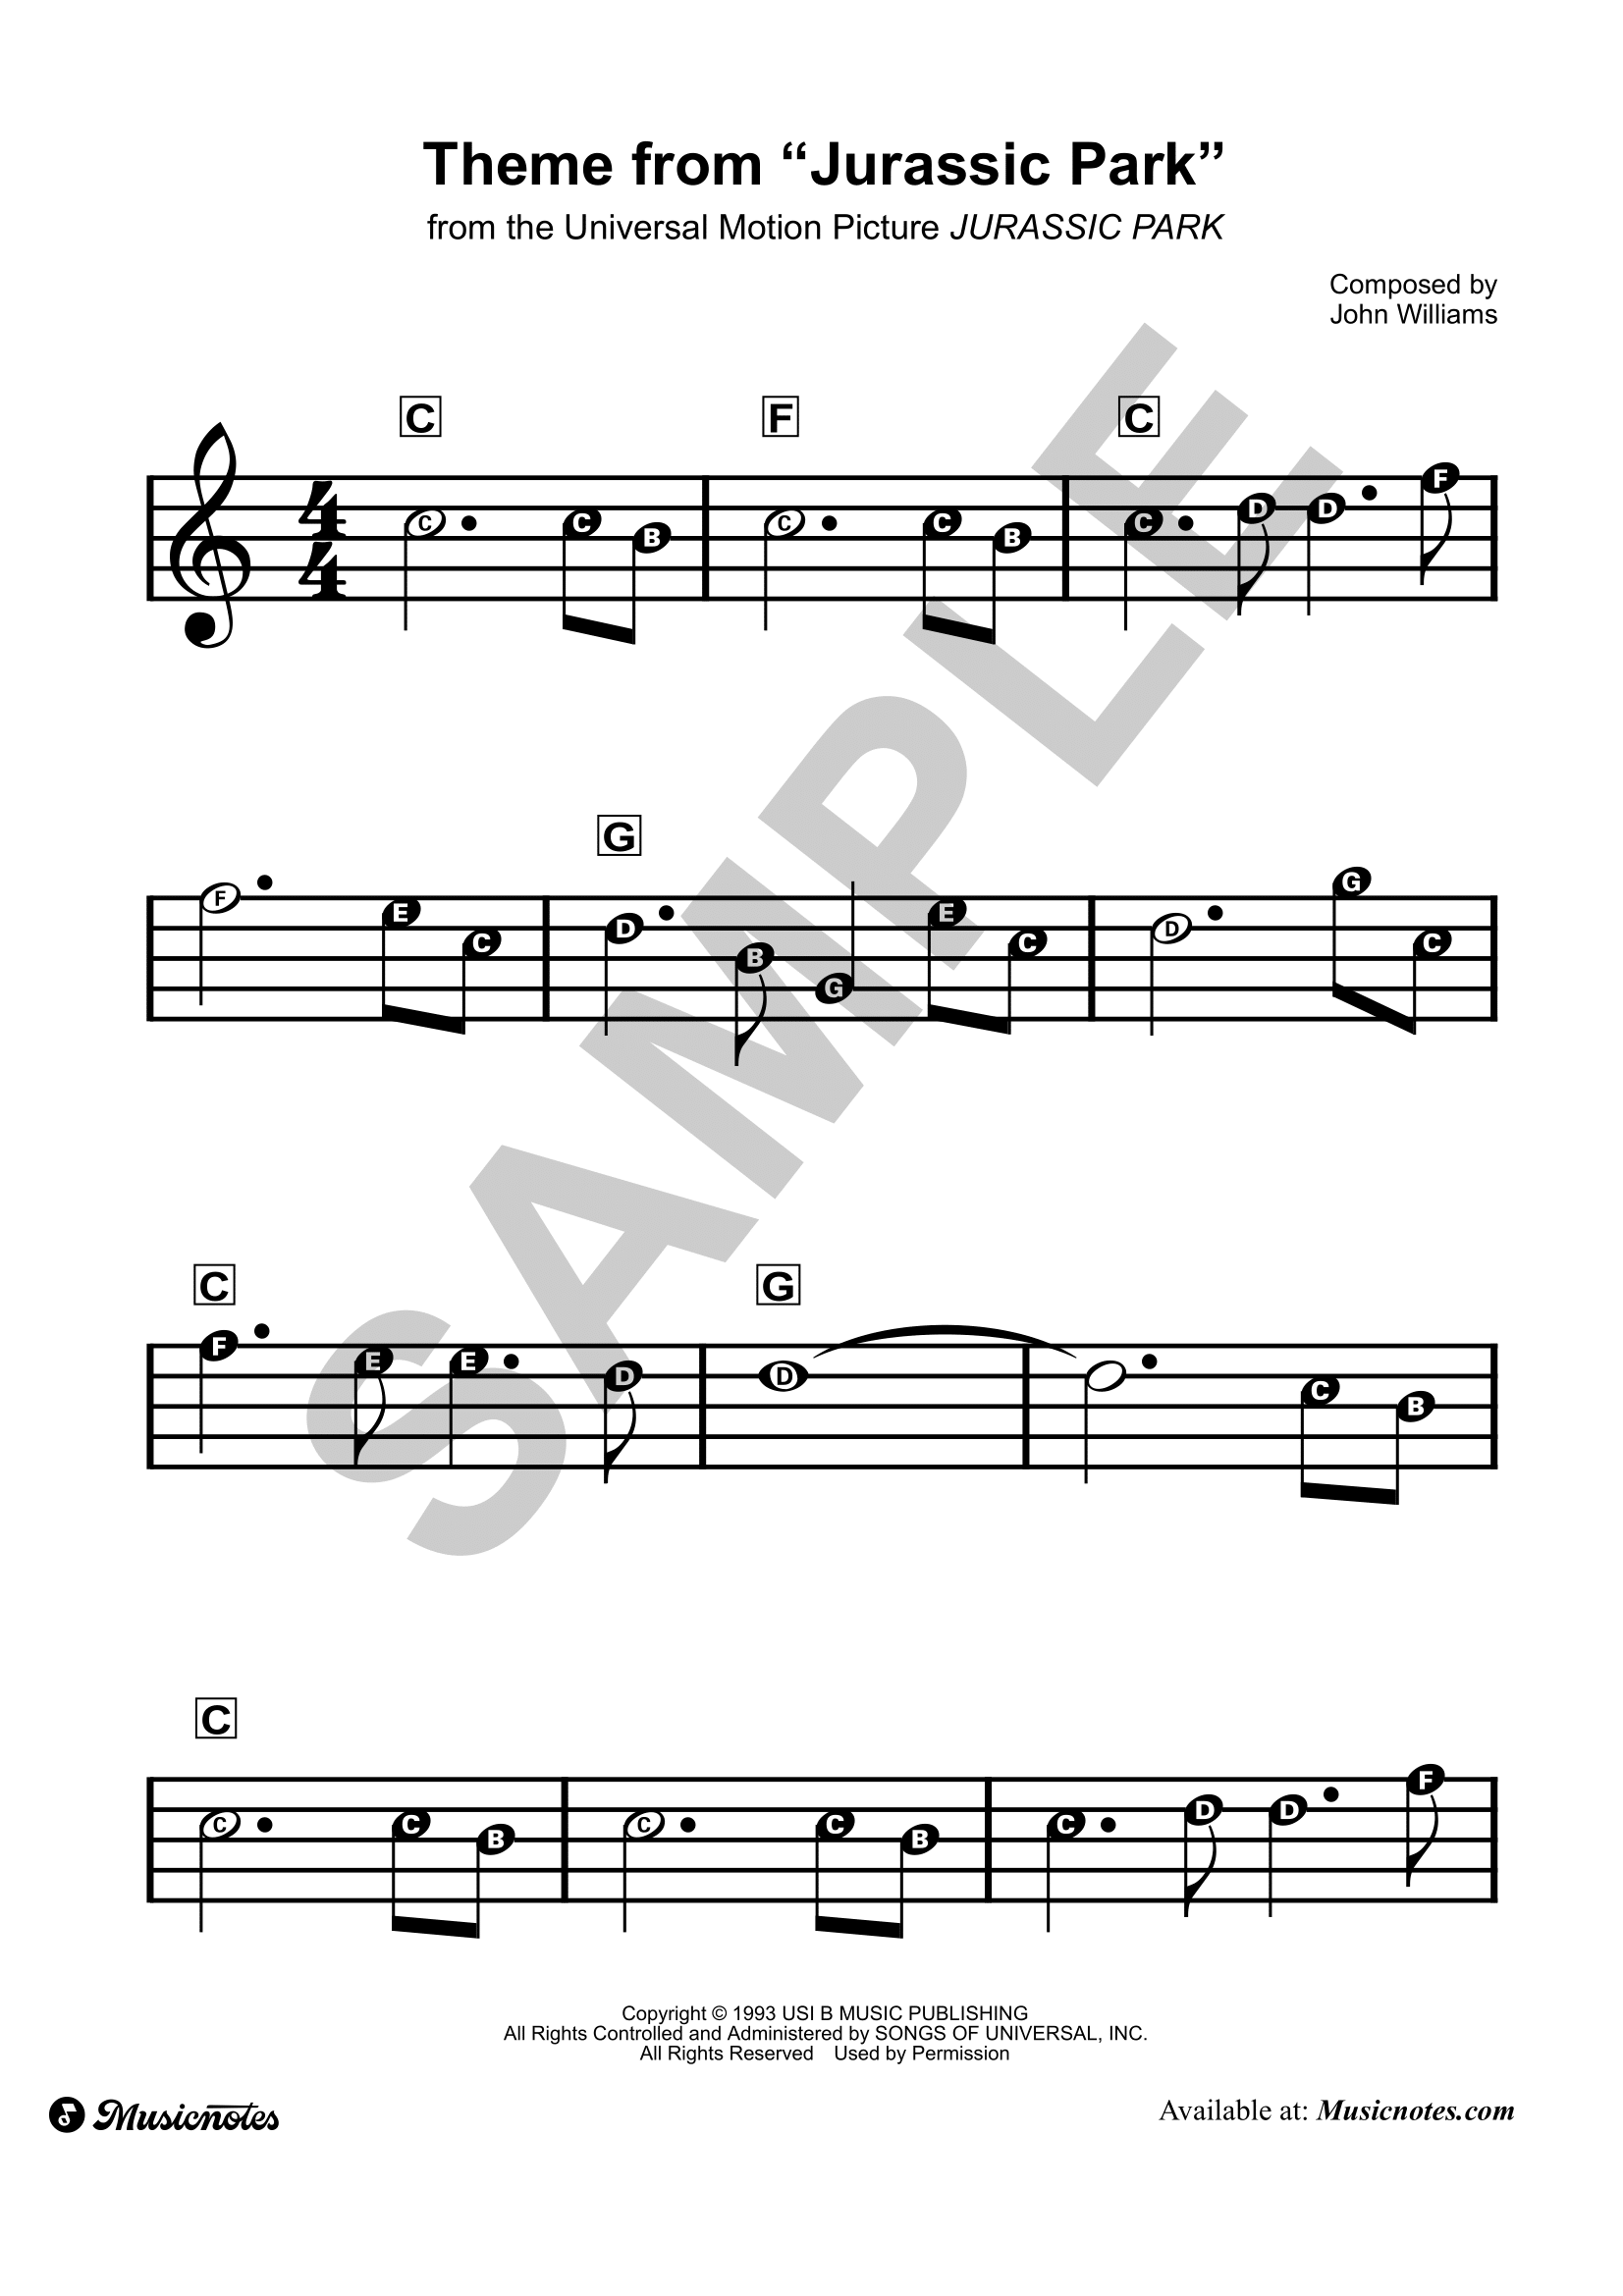 Theme from “Jurassic Park”
from the Universal Motion Picture JURASSIC PARK
Composed by
John Williams
C F C
4
4
C C B C C B C D D F
G
F E C D B G E C D G C
C G
F E E D D C B
C
C C B C C B C D D F
SAMPLE
Copyright © 1993 USI B MUSIC PUBLISHING
All Rights Controlled and Administered by SONGS OF UNIVERSAL, INC.
All Rights Reserved Used by Permission
Musicnotes
Available at: Musicnotes.com